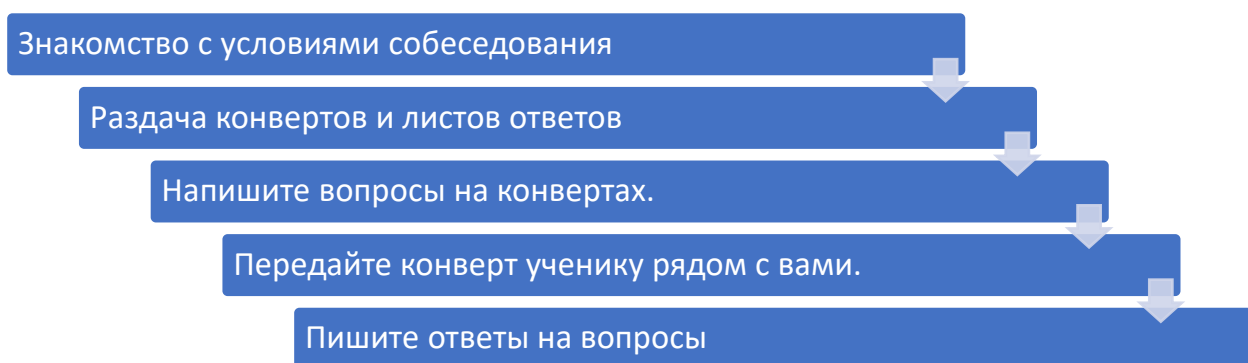 Знакомство с условиями собеседования
Раздача конвертов и листов ответов
Напишите вопросы на конвертах.
Передайте конверт ученику рядом с вами.
Пишите ответы на вопросы